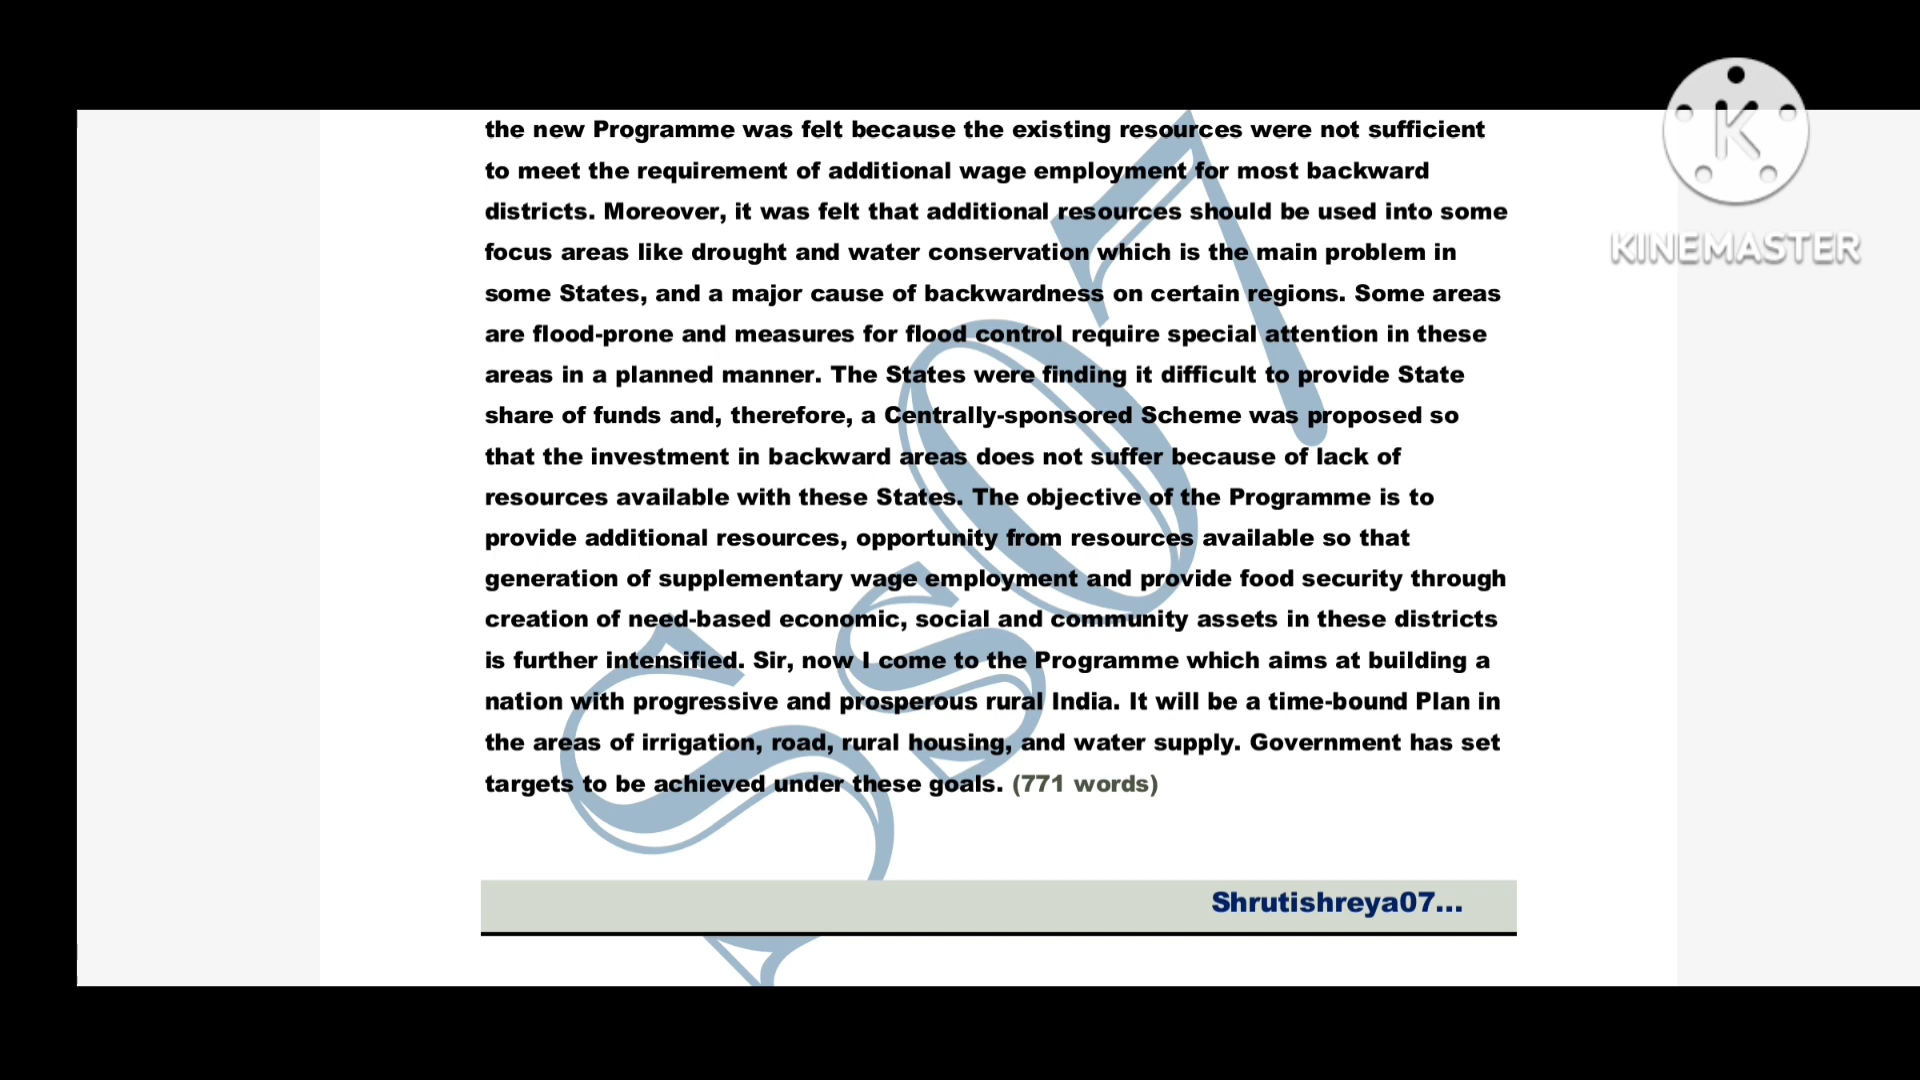 the new Programme was felt because the existing resources were not sufficient
to meet the requirement of additional wage employment for most backward
districts. Moreover, it was felt that additional resources should be used into some
focus areas like drought and water conservation which is the main problem in
some States, and a major cause of backwardness on certain regions. Some areas
are flood-prone and measures for flood control require special attention in these
areas in a planned manner. The States were finding it difficult to provide State
share of funds and, therefore, a Centrally-sponsored Scheme was proposed so
that the investment in backward areas does not suffer because of lack of
resources available with these States. The objective of the Programme is to
provide additional resources, opportunity from resources available so that
generation of supplementary wage employment and provide food security through
creation of need-based economic, social and community assets in these districts
is further intensified. Sir, now I come to the Programme which aims at building a
nation with progressive and prosperous rural India. It will be a time-bound Plan in
the areas of irrigation, road, rural housing, and water supply. Government has set
targets to be achieved under these goals. (771 words)
Shrutishreya07...
Ss07
K
KINEMASTER